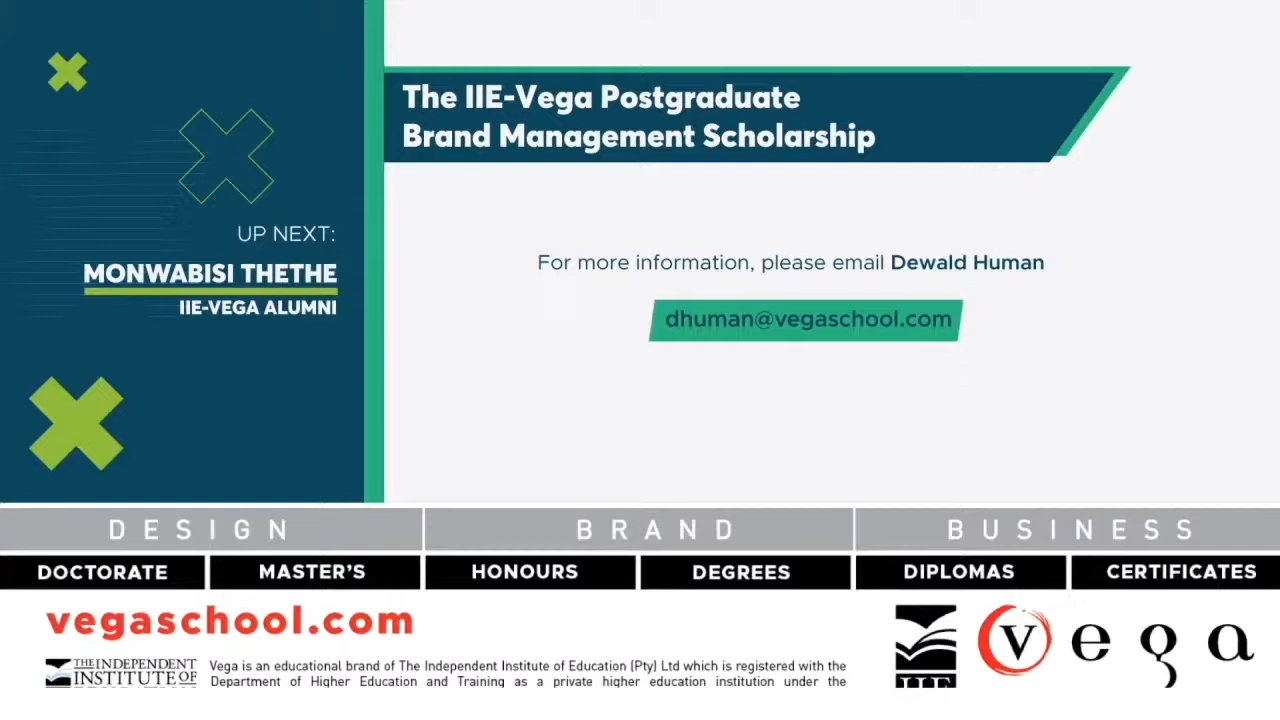 The IIE-Vega Postgraduate
Brand Management Scholarship
UP NEXT:
MONWABISI THETHE
IIE-VEGA ALUMNI
For more information, please email Dewald Human
dhuman@vegaschool.com
DESIGN BRAND BUSINESS
DOCTORATE MASTER'S HONOURS DEGREES DIPLOMAS CERTIFICATES
vegaschool.com
THE INDEPENDENT
INSTITUTE OF
Vega is an educational brand of The Independent Institute of Education (Pty) Ltd which is registered with the
Department of Higher Education and Training as a private higher education institution under the
IIE
vega